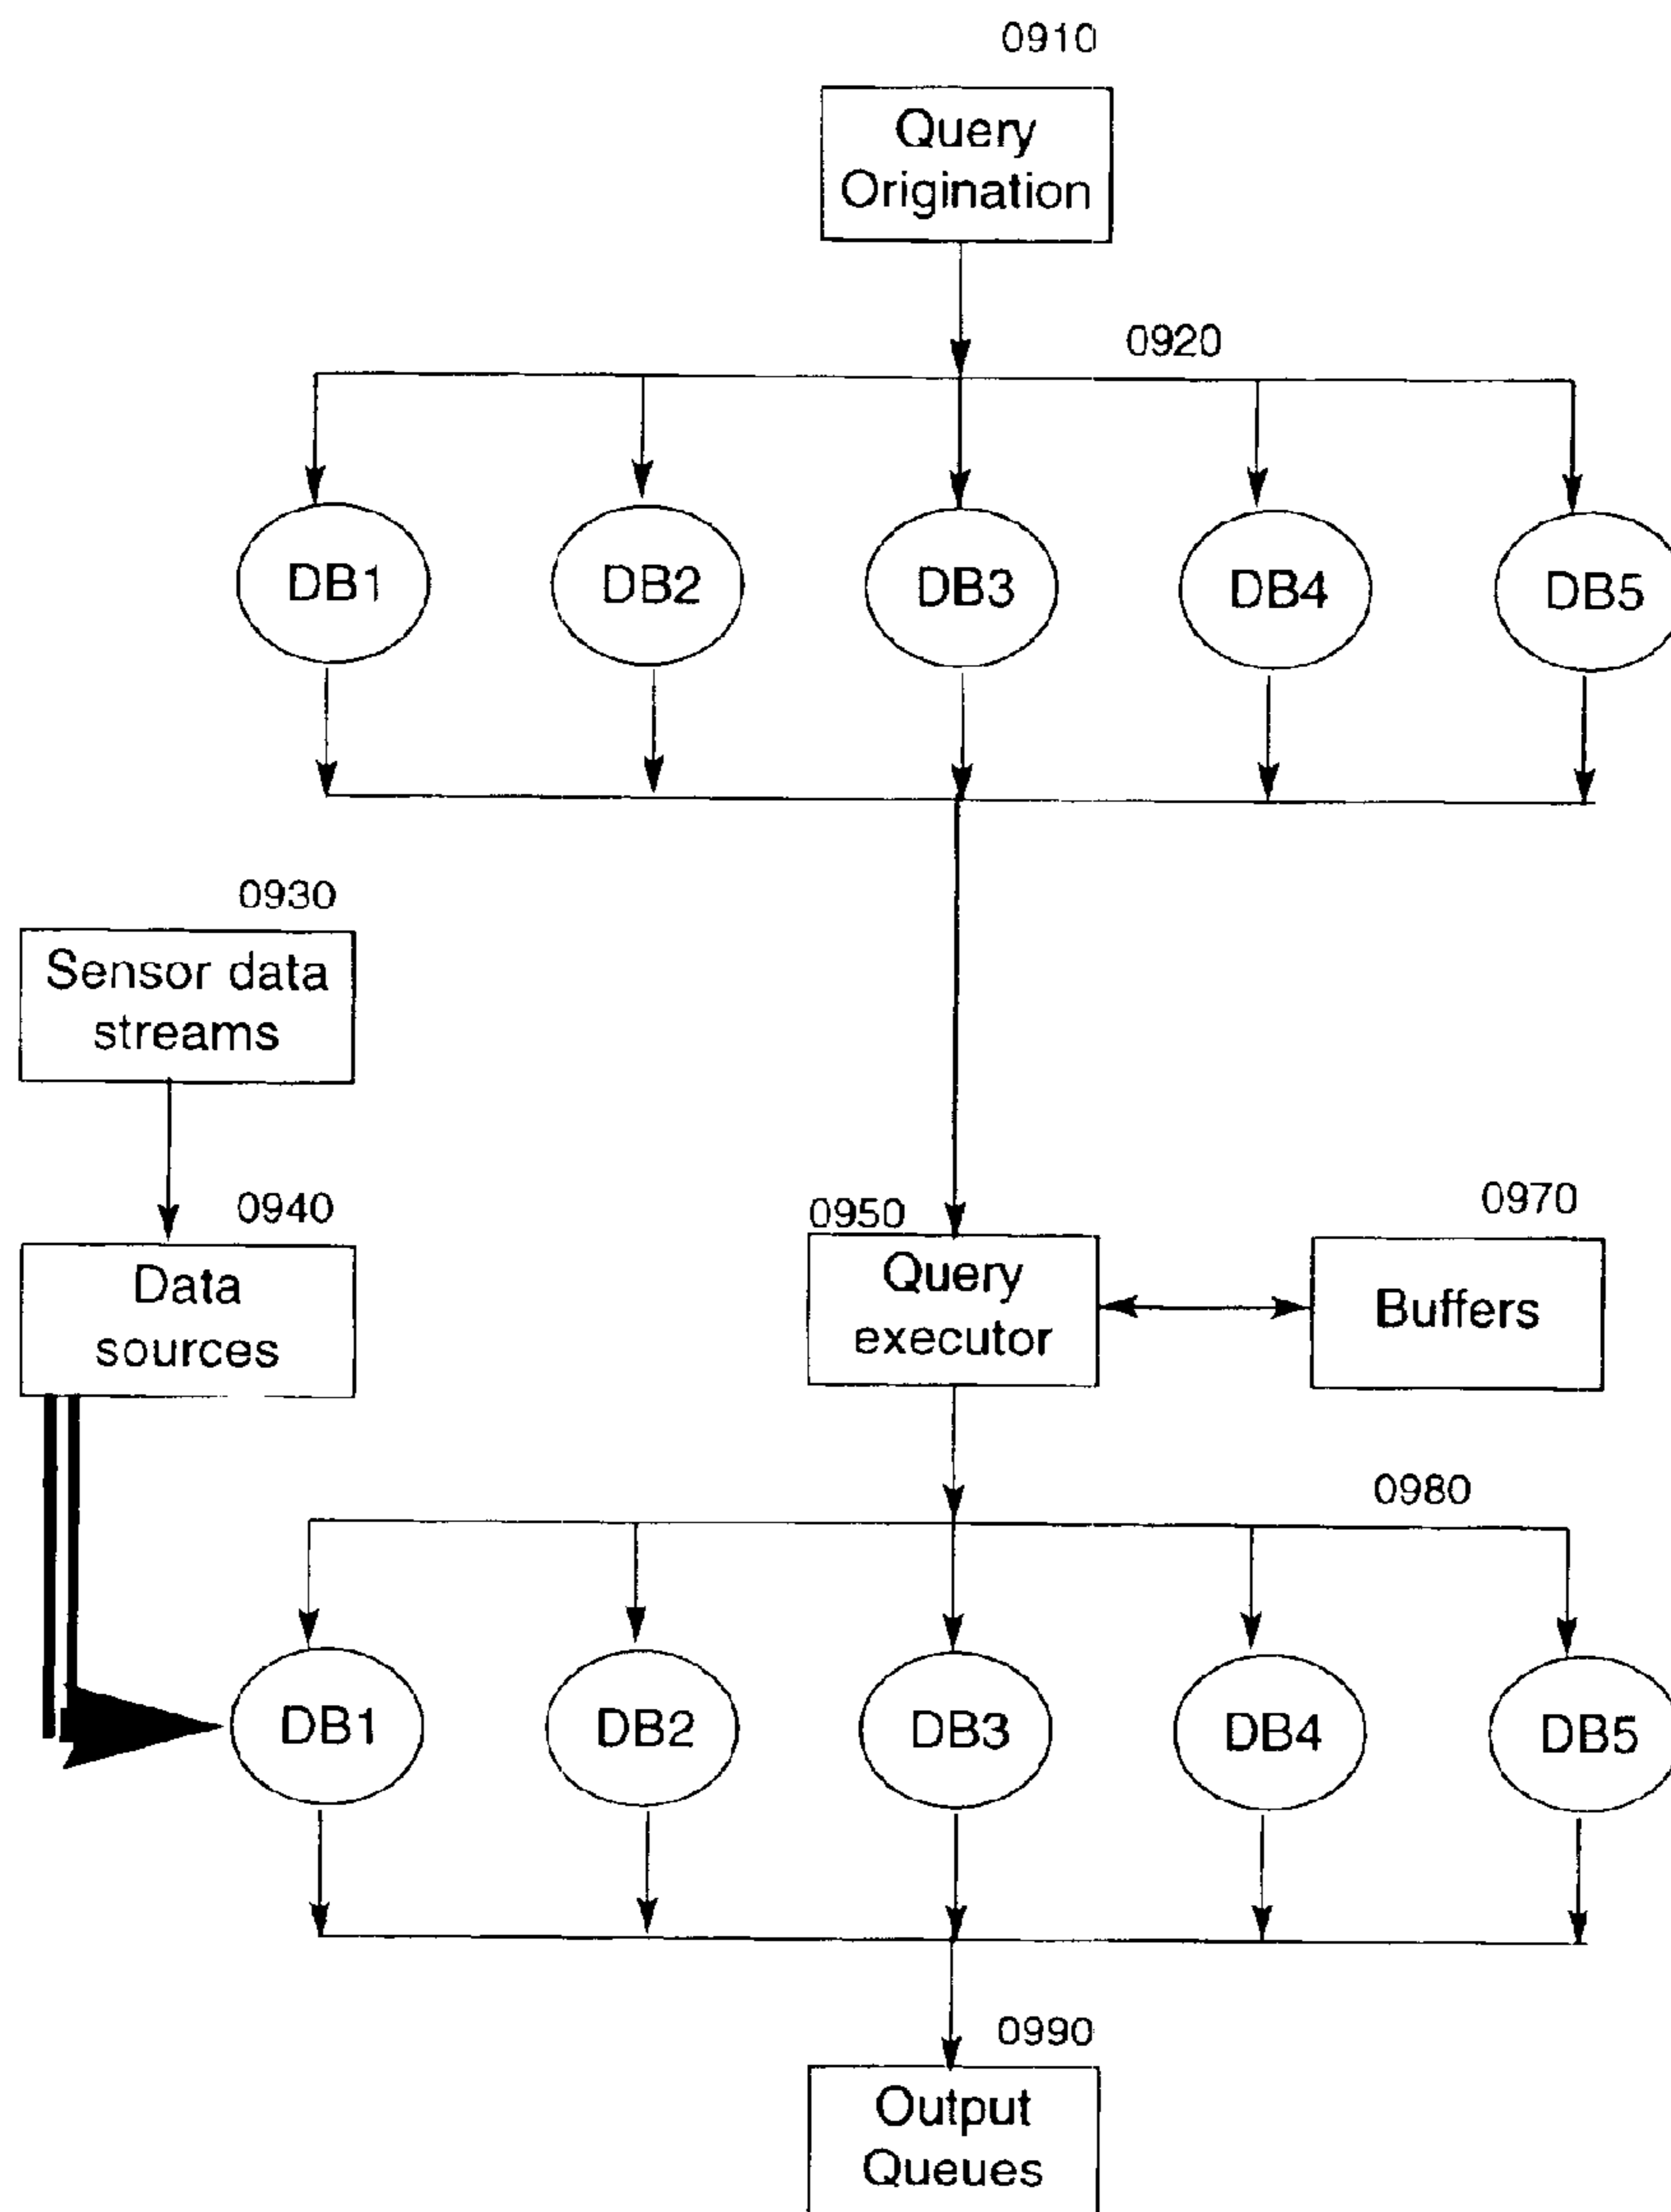 0910
Query
Origination
0920
DB1 DB2 DB3 DB4 DB5
0930
Sensor data
streams
0940
Data
sources
0950
Query
executor
0970
Buffers
0980
DB1 DB2 DB3 DB4 DB5
0990
Output
Queues